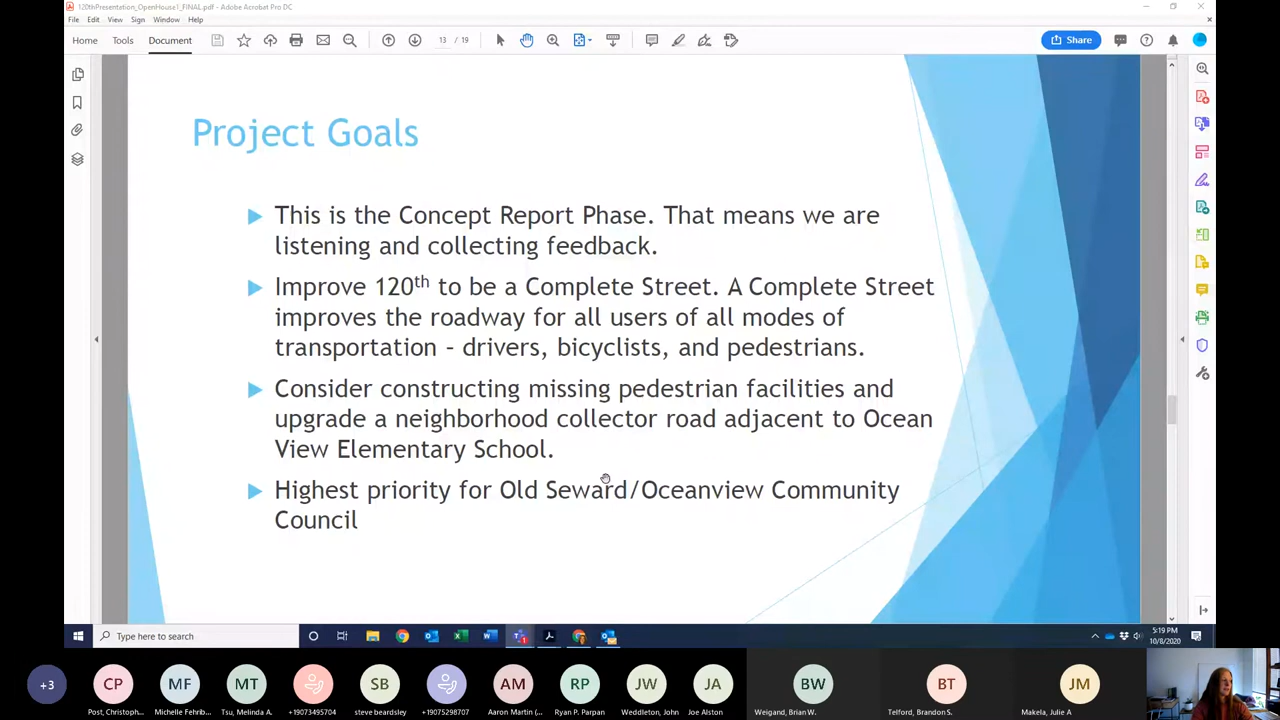 120thPresentation_OpenHouse1_FINAL.pdf - Adobe Acrobat Pro DC
File Edit View Sign Window Help
Home Tools Document 13 / 19 Share
Project Goals
This is the Concept Report Phase. That means we are
listening and collecting feedback.
Improve 120th to be a Complete Street. A Complete Street
improves the roadway for all users of all modes of
transportation – drivers, bicyclists, and pedestrians.
Consider constructing missing pedestrian facilities and
upgrade a neighborhood collector road adjacent to Ocean
View Elementary School.
Highest priority for Old Seward/Oceanview Community
Council
Type here to search
5:19 PM
10/8/2020
+3 CP MF MT SB AM RP JW JA BW BT JM
Post, Christoph... Michelle Fehrib... Tsu, Melinda A. +19073495704 steve beardsley +19075298707 Aaron Martin (... Ryan P. Parpan Weddleton, John Joe Alston Weigand, Brian W. Telford, Brandon S. Makela, Julie A